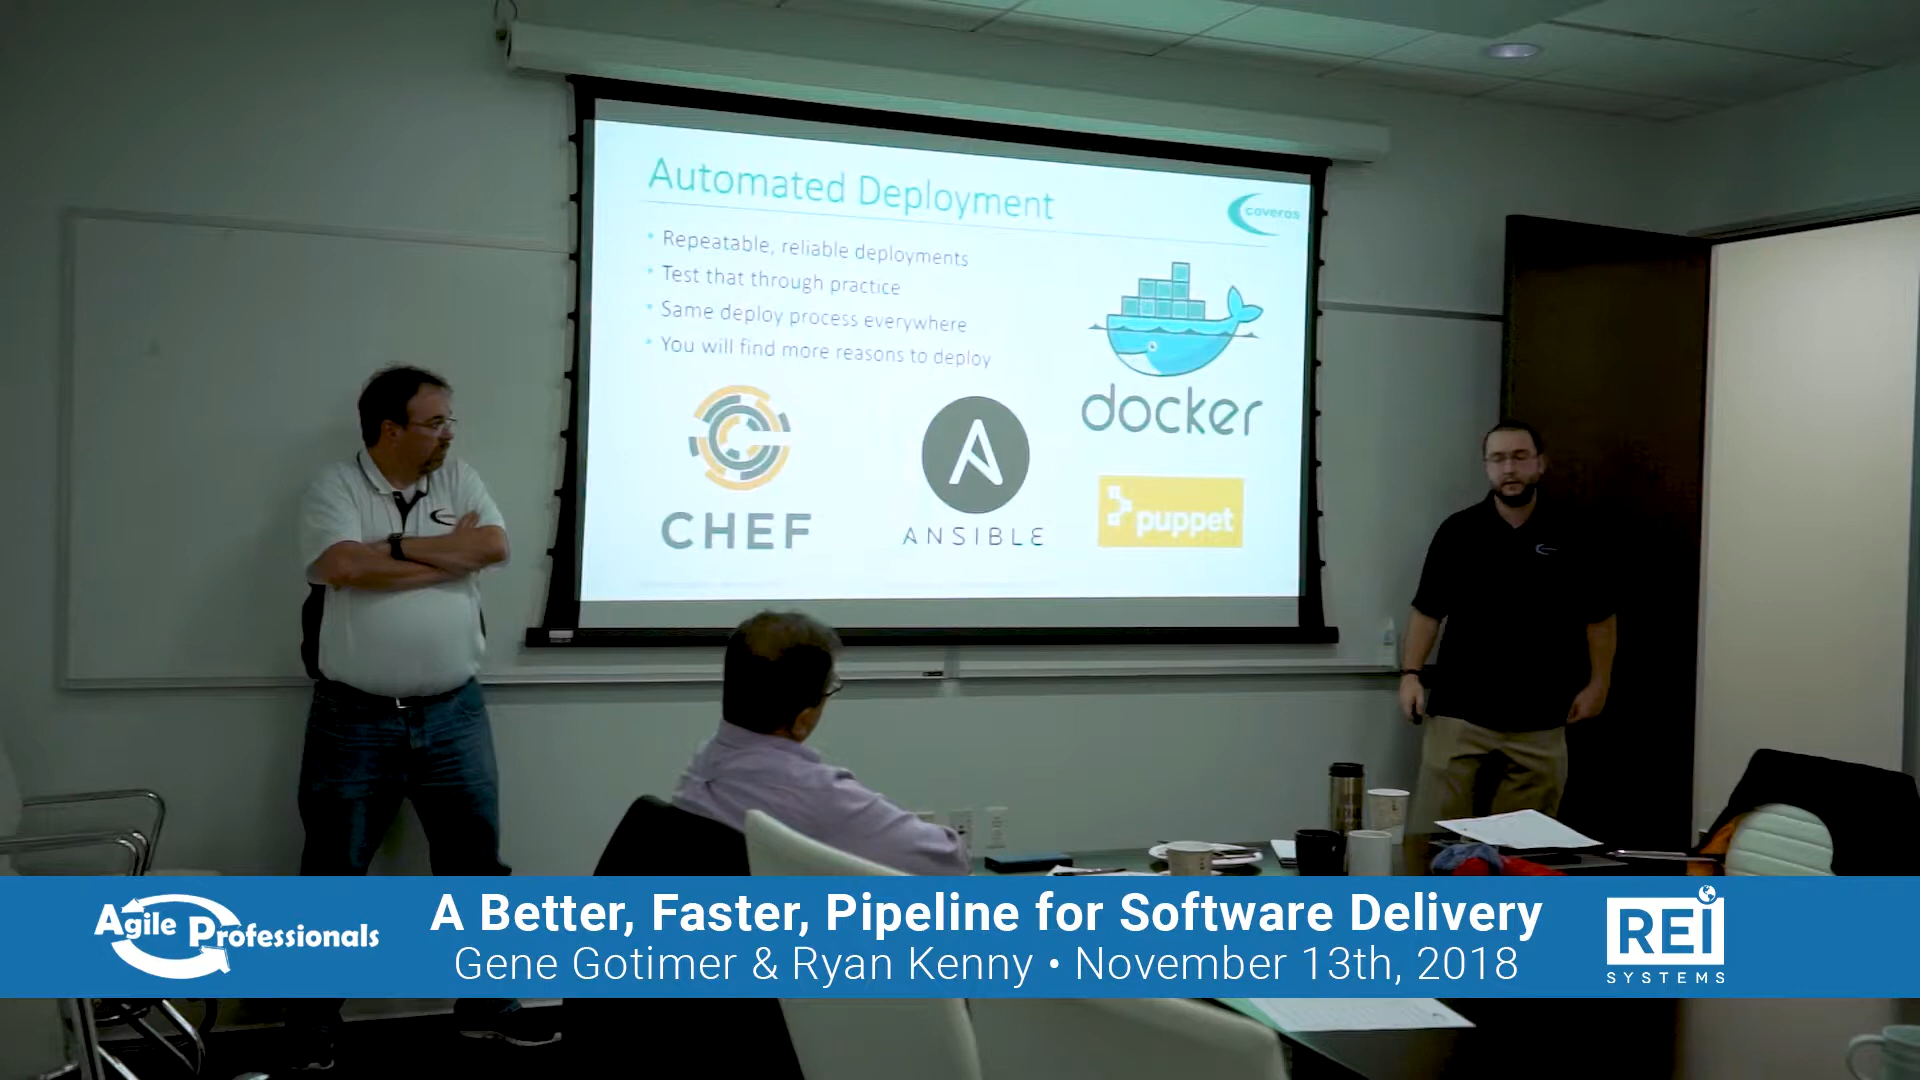 Automated Deployment
coveros
• Repeatable, reliable deployments
• Test that through practice
• Same deploy process everywhere
• You will find more reasons to deploy
docker
CHEF
ANSIBLE
puppet
Agile Professionals
A Better, Faster, Pipeline for Software Delivery
Gene Gotimer & Ryan Kenny • November 13th, 2018
REI
SYSTEMS